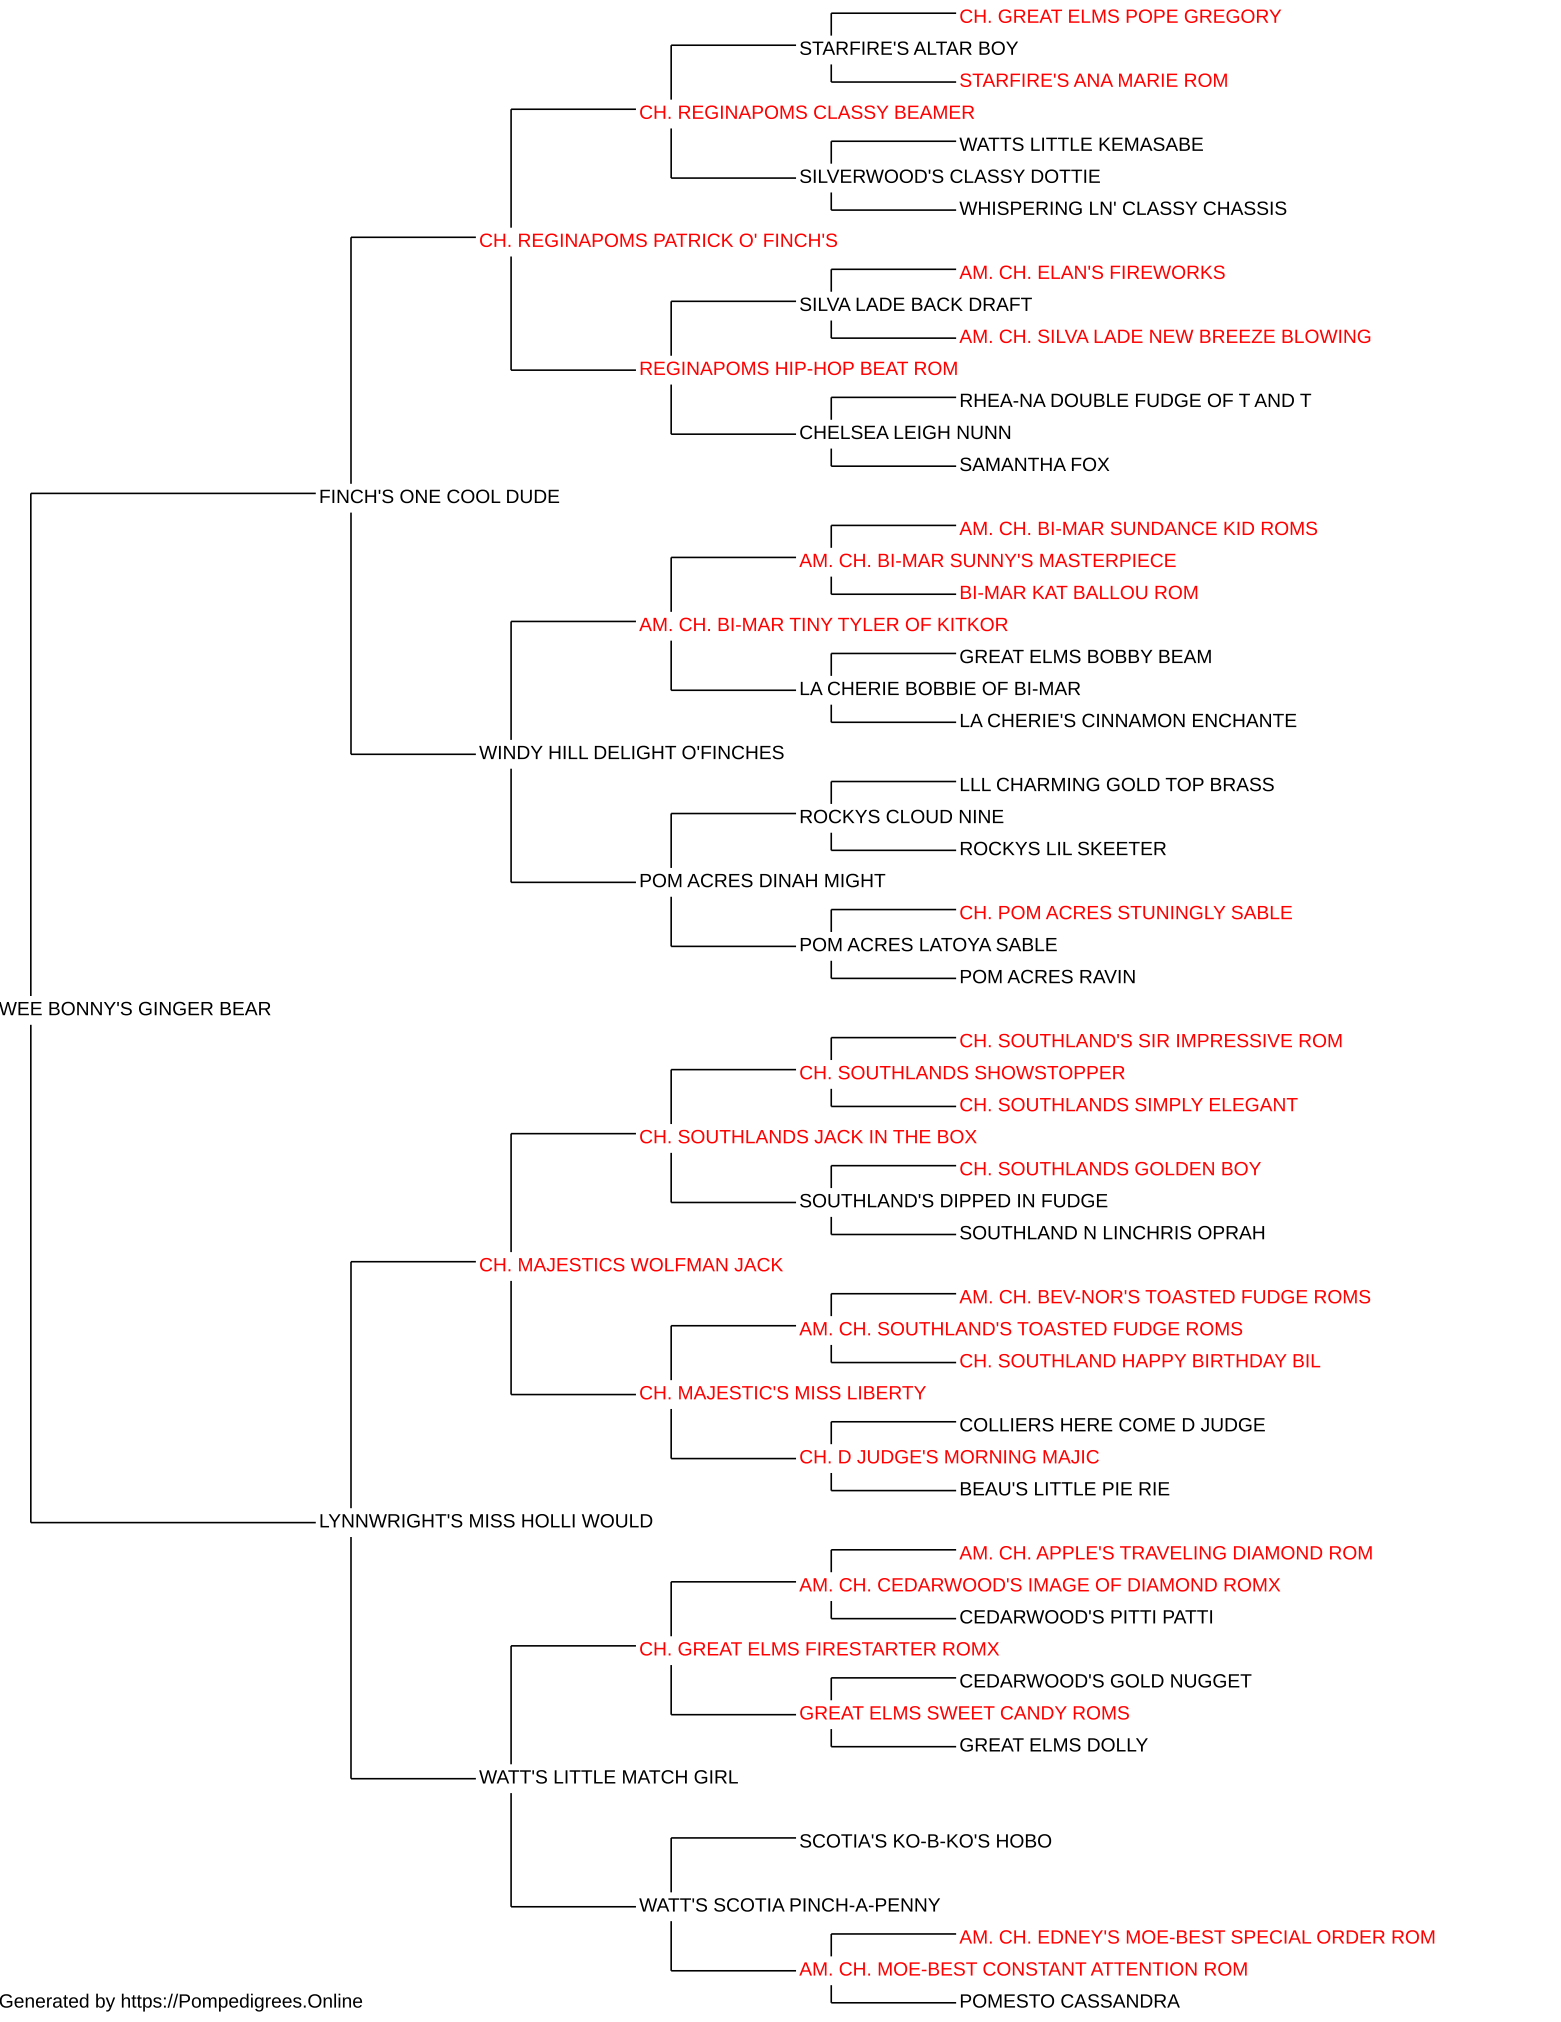 CH. GREAT ELMS POPE GREGORY
STARFIRE'S ALTAR BOY
STARFIRE'S ANA MARIE ROM
CH. REGINAPOMS CLASSY BEAMER
WATTS LITTLE KEMASABE
SILVERWOOD'S CLASSY DOTTIE
WHISPERING LN' CLASSY CHASSIS
CH. REGINAPOMS PATRICK O' FINCH'S
AM. CH. ELAN'S FIREWORKS
SILVA LADE BACK DRAFT
AM. CH. SILVA LADE NEW BREEZE BLOWING
REGINAPOMS HIP-HOP BEAT ROM
RHEA-NA DOUBLE FUDGE OF T AND T
CHELSEA LEIGH NUNN
SAMANTHA FOX
FINCH'S ONE COOL DUDE
AM. CH. BI-MAR SUNDANCE KID ROMS
AM. CH. BI-MAR SUNNY'S MASTERPIECE
BI-MAR KAT BALLOU ROM
AM. CH. BI-MAR TINY TYLER OF KITKOR
GREAT ELMS BOBBY BEAM
LA CHERIE BOBBIE OF BI-MAR
LA CHERIE'S CINNAMON ENCHANTE
WINDY HILL DELIGHT O'FINCHES
LLL CHARMING GOLD TOP BRASS
ROCKYS CLOUD NINE
ROCKYS LIL SKEETER
POM ACRES DINAH MIGHT
CH. POM ACRES STUNINGLY SABLE
POM ACRES LATOYA SABLE
POM ACRES RAVIN
WEE BONNY'S GINGER BEAR
CH. SOUTHLAND'S SIR IMPRESSIVE ROM
CH. SOUTHLANDS SHOWSTOPPER
CH. SOUTHLANDS SIMPLY ELEGANT
CH. SOUTHLANDS JACK IN THE BOX
CH. SOUTHLANDS GOLDEN BOY
SOUTHLAND'S DIPPED IN FUDGE
SOUTHLAND N LINCHRIS OPRAH
CH. MAJESTICS WOLFMAN JACK
AM. CH. BEV-NOR'S TOASTED FUDGE ROMS
AM. CH. SOUTHLAND'S TOASTED FUDGE ROMS
CH. SOUTHLAND HAPPY BIRTHDAY BIL
CH. MAJESTIC'S MISS LIBERTY
COLLIERS HERE COME D JUDGE
CH. D JUDGE'S MORNING MAJIC
BEAU'S LITTLE PIE RIE
LYNNWRIGHT'S MISS HOLLI WOULD
AM. CH. APPLE'S TRAVELING DIAMOND ROM
AM. CH. CEDARWOOD'S IMAGE OF DIAMOND ROMX
CEDARWOOD'S PITTI PATTI
CH. GREAT ELMS FIRESTARTER ROMX
CEDARWOOD'S GOLD NUGGET
GREAT ELMS SWEET CANDY ROMS
GREAT ELMS DOLLY
WATT'S LITTLE MATCH GIRL
SCOTIA'S KO-B-KO'S HOBO
WATT'S SCOTIA PINCH-A-PENNY
AM. CH. EDNEY'S MOE-BEST SPECIAL ORDER ROM
AM. CH. MOE-BEST CONSTANT ATTENTION ROM
POMESTO CASSANDRA
Generated by https://Pompedigrees.Online